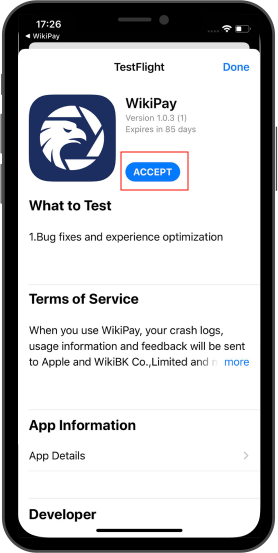 17:26
◀ WikiPay
TestFlight
Done
WikiPay
Version 1.0.3 (1)
Expires in 85 days
ACCEPT
What to Test
1.Bug fixes and experience optimization
Terms of Service
When you use WikiPay, your crash logs,
usage information and feedback will be sent
to Apple and WikiBK Co.,Limited and more
App Information
App Details
Developer